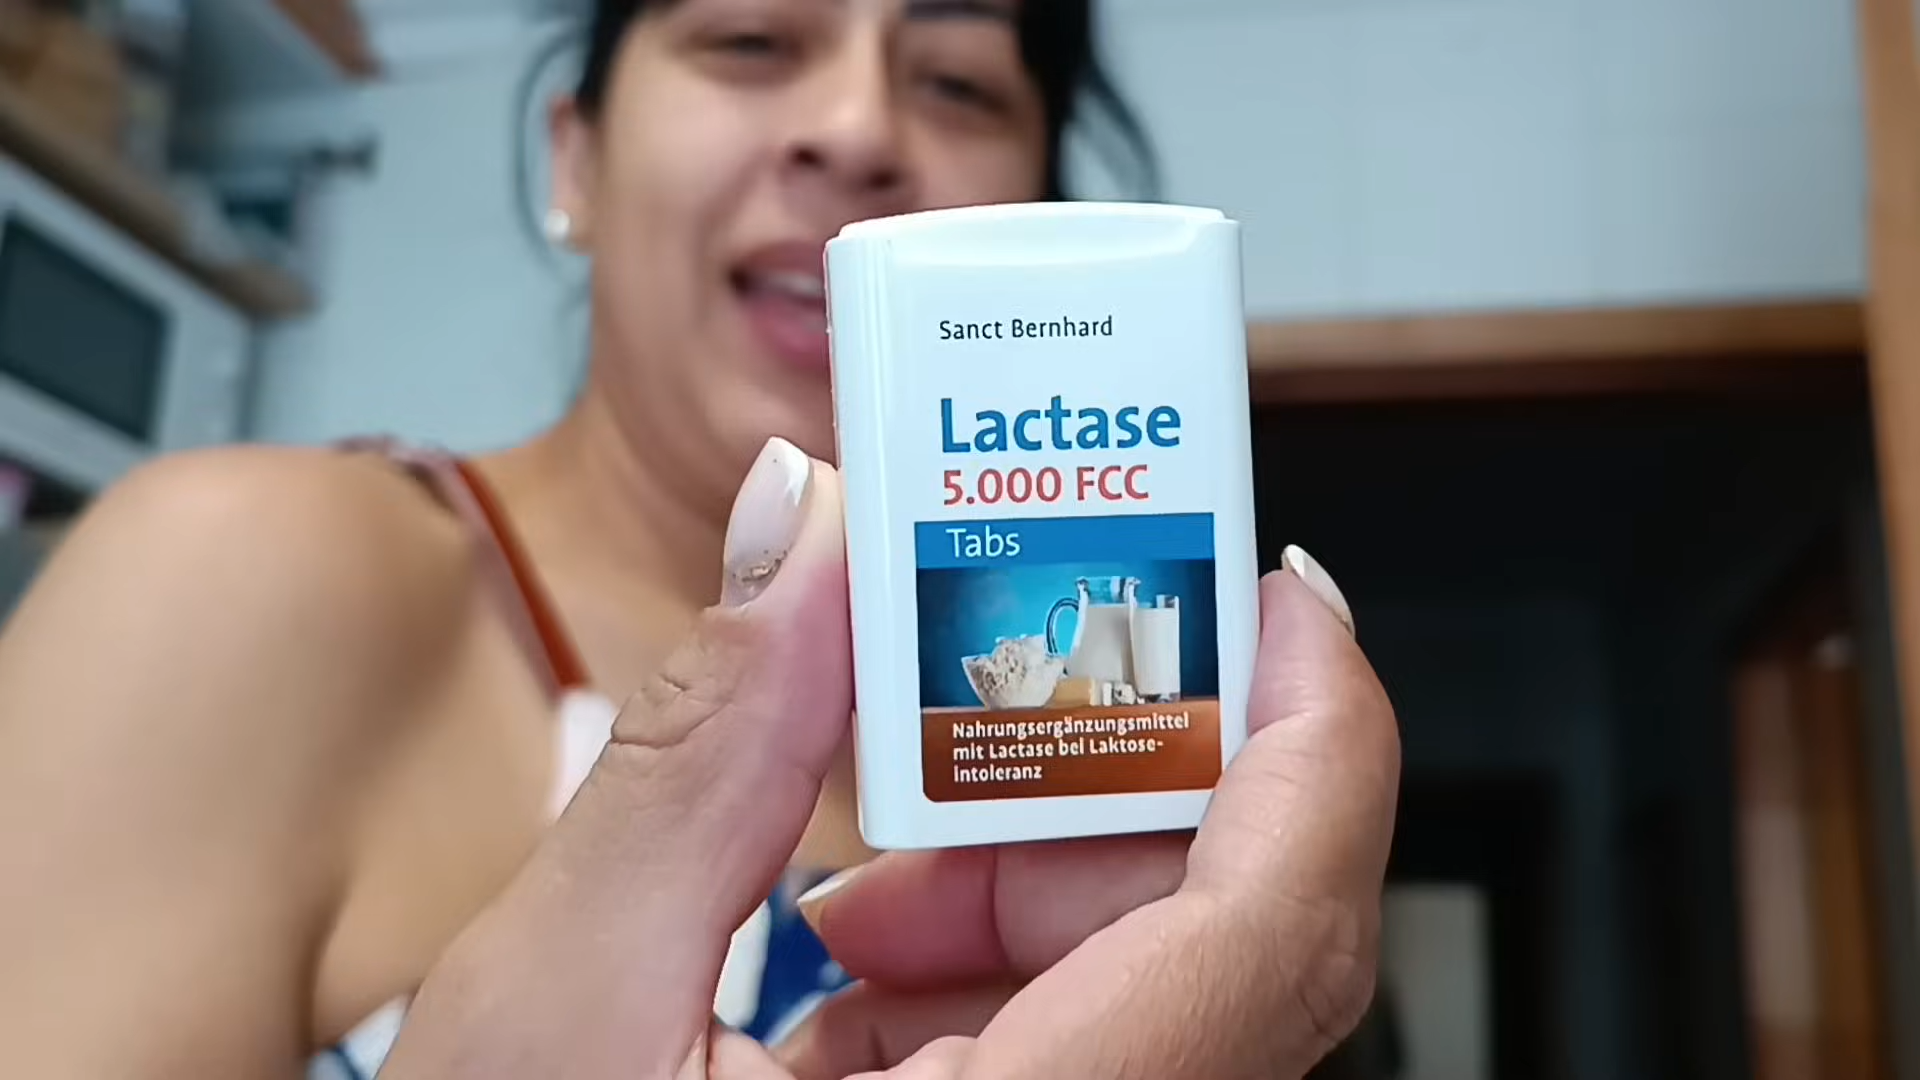 Sanct Bernhard
Lactase
5.000 FCC
Tabs
Nahrungsergänzungsmittel
mit Lactase bei Laktose-
intoleranz